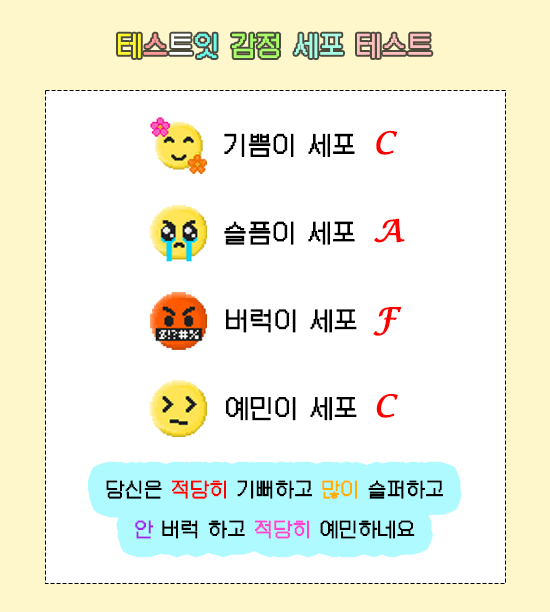 테스트잇 감정 세포 테스트
기쁨이 세포 C
슬픔이 세포 A
버럭이 세포 F
$!?#%
예민이 세포 C
당신은 적당히 기뻐하고 많이 슬퍼하고
안 버럭 하고 적당히 예민하네요